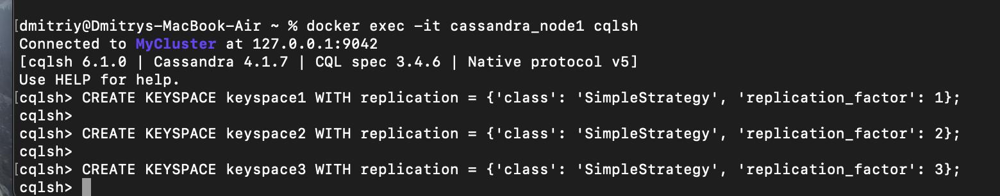 [dmitriy@Dmitrys-MacBook-Air ~ % docker exec -it cassandra_node1 cqlsh
Connected to MyCluster at 127.0.0.1:9042
[cqlsh 6.1.0 | Cassandra 4.1.7 | CQL spec 3.4.6 | Native protocol v5]
Use HELP for help.
[cqlsh> CREATE KEYSPACE keyspace1 WITH replication = {'class': 'SimpleStrategy', 'replication_factor': 1};
cqlsh>
cqlsh> CREATE KEYSPACE keyspace2 WITH replication = {'class': 'SimpleStrategy', 'replication_factor': 2};
cqlsh>
[cqlsh> CREATE KEYSPACE keyspace3 WITH replication = {'class': 'SimpleStrategy', 'replication_factor': 3};
cqlsh>